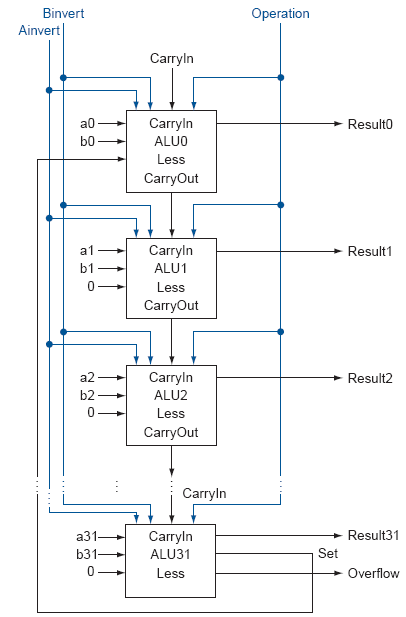 Binvert
Operation
Ainvert
CarryIn
a0
CarryIn
Result0
b0
ALU0
Less
CarryOut
a1
CarryIn
Result1
b1
ALU1
0
Less
CarryOut
a2
CarryIn
Result2
b2
ALU2
0
Less
CarryOut
CarryIn
a31
CarryIn
Result31
b31
ALU31
Set
0
Less
Overflow